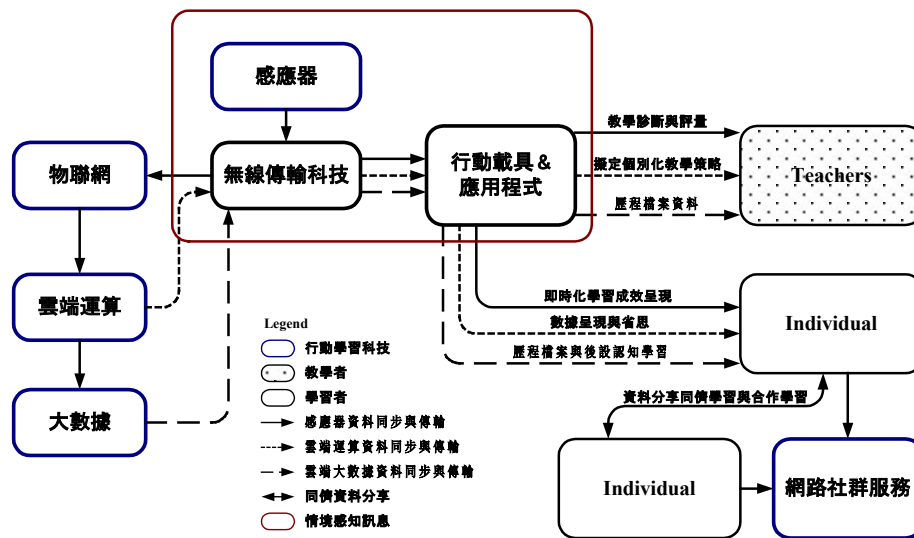 感應器
物聯網
無線傳輸科技
行動載具&
應用程式
教學診斷與評量
擬定個別化教學策略
歷程檔案資料
Teachers
雲端運算
大數據
即時化學習成效呈現
數據呈現與省思
歷程檔案與後設認知學習
Individual
資料分享同儕學習與合作學習
Individual
網路社群服務
Legend
行動學習科技
教學者
學習者
感應器資料同步與傳輸
雲端運算資料同步與傳輸
雲端大數據資料同步與傳輸
同儕資料分享
情境感知訊息